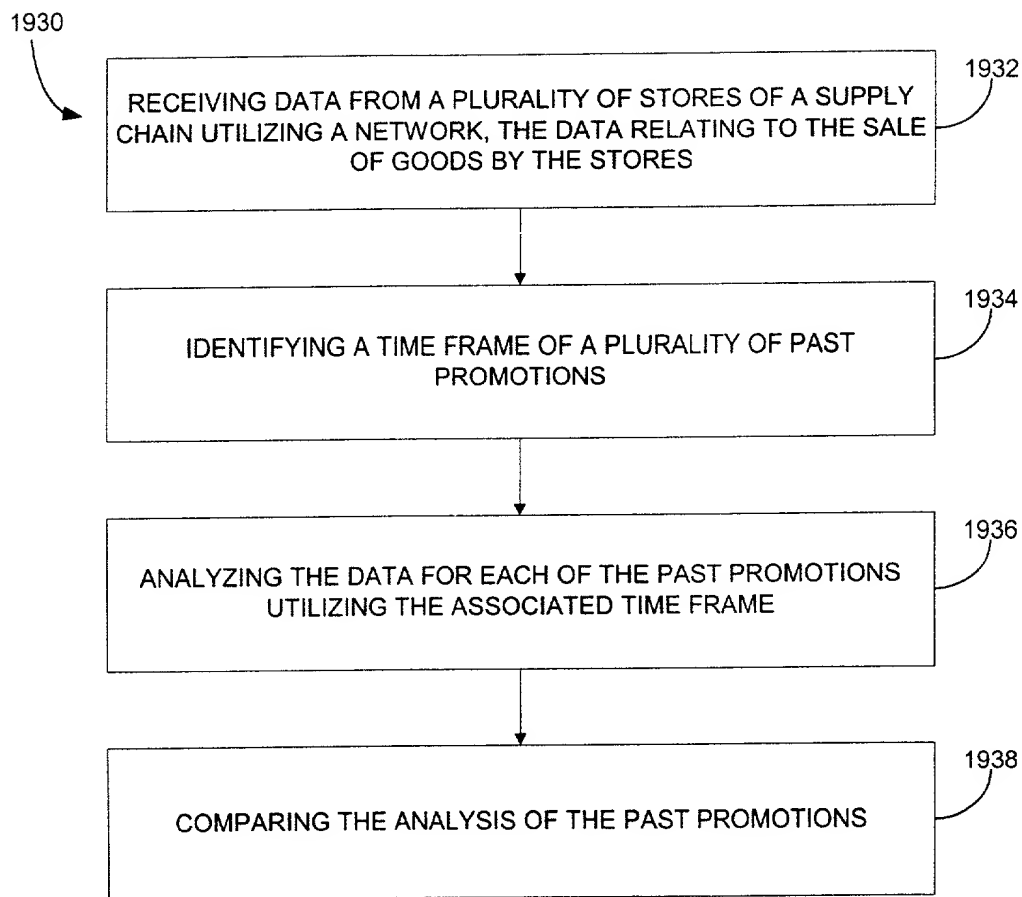 1930
1932
RECEIVING DATA FROM A PLURALITY OF STORES OF A SUPPLY
CHAIN UTILIZING A NETWORK, THE DATA RELATING TO THE SALE
OF GOODS BY THE STORES
1934
IDENTIFYING A TIME FRAME OF A PLURALITY OF PAST
PROMOTIONS
1936
ANALYZING THE DATA FOR EACH OF THE PAST PROMOTIONS
UTILIZING THE ASSOCIATED TIME FRAME
1938
COMPARING THE ANALYSIS OF THE PAST PROMOTIONS